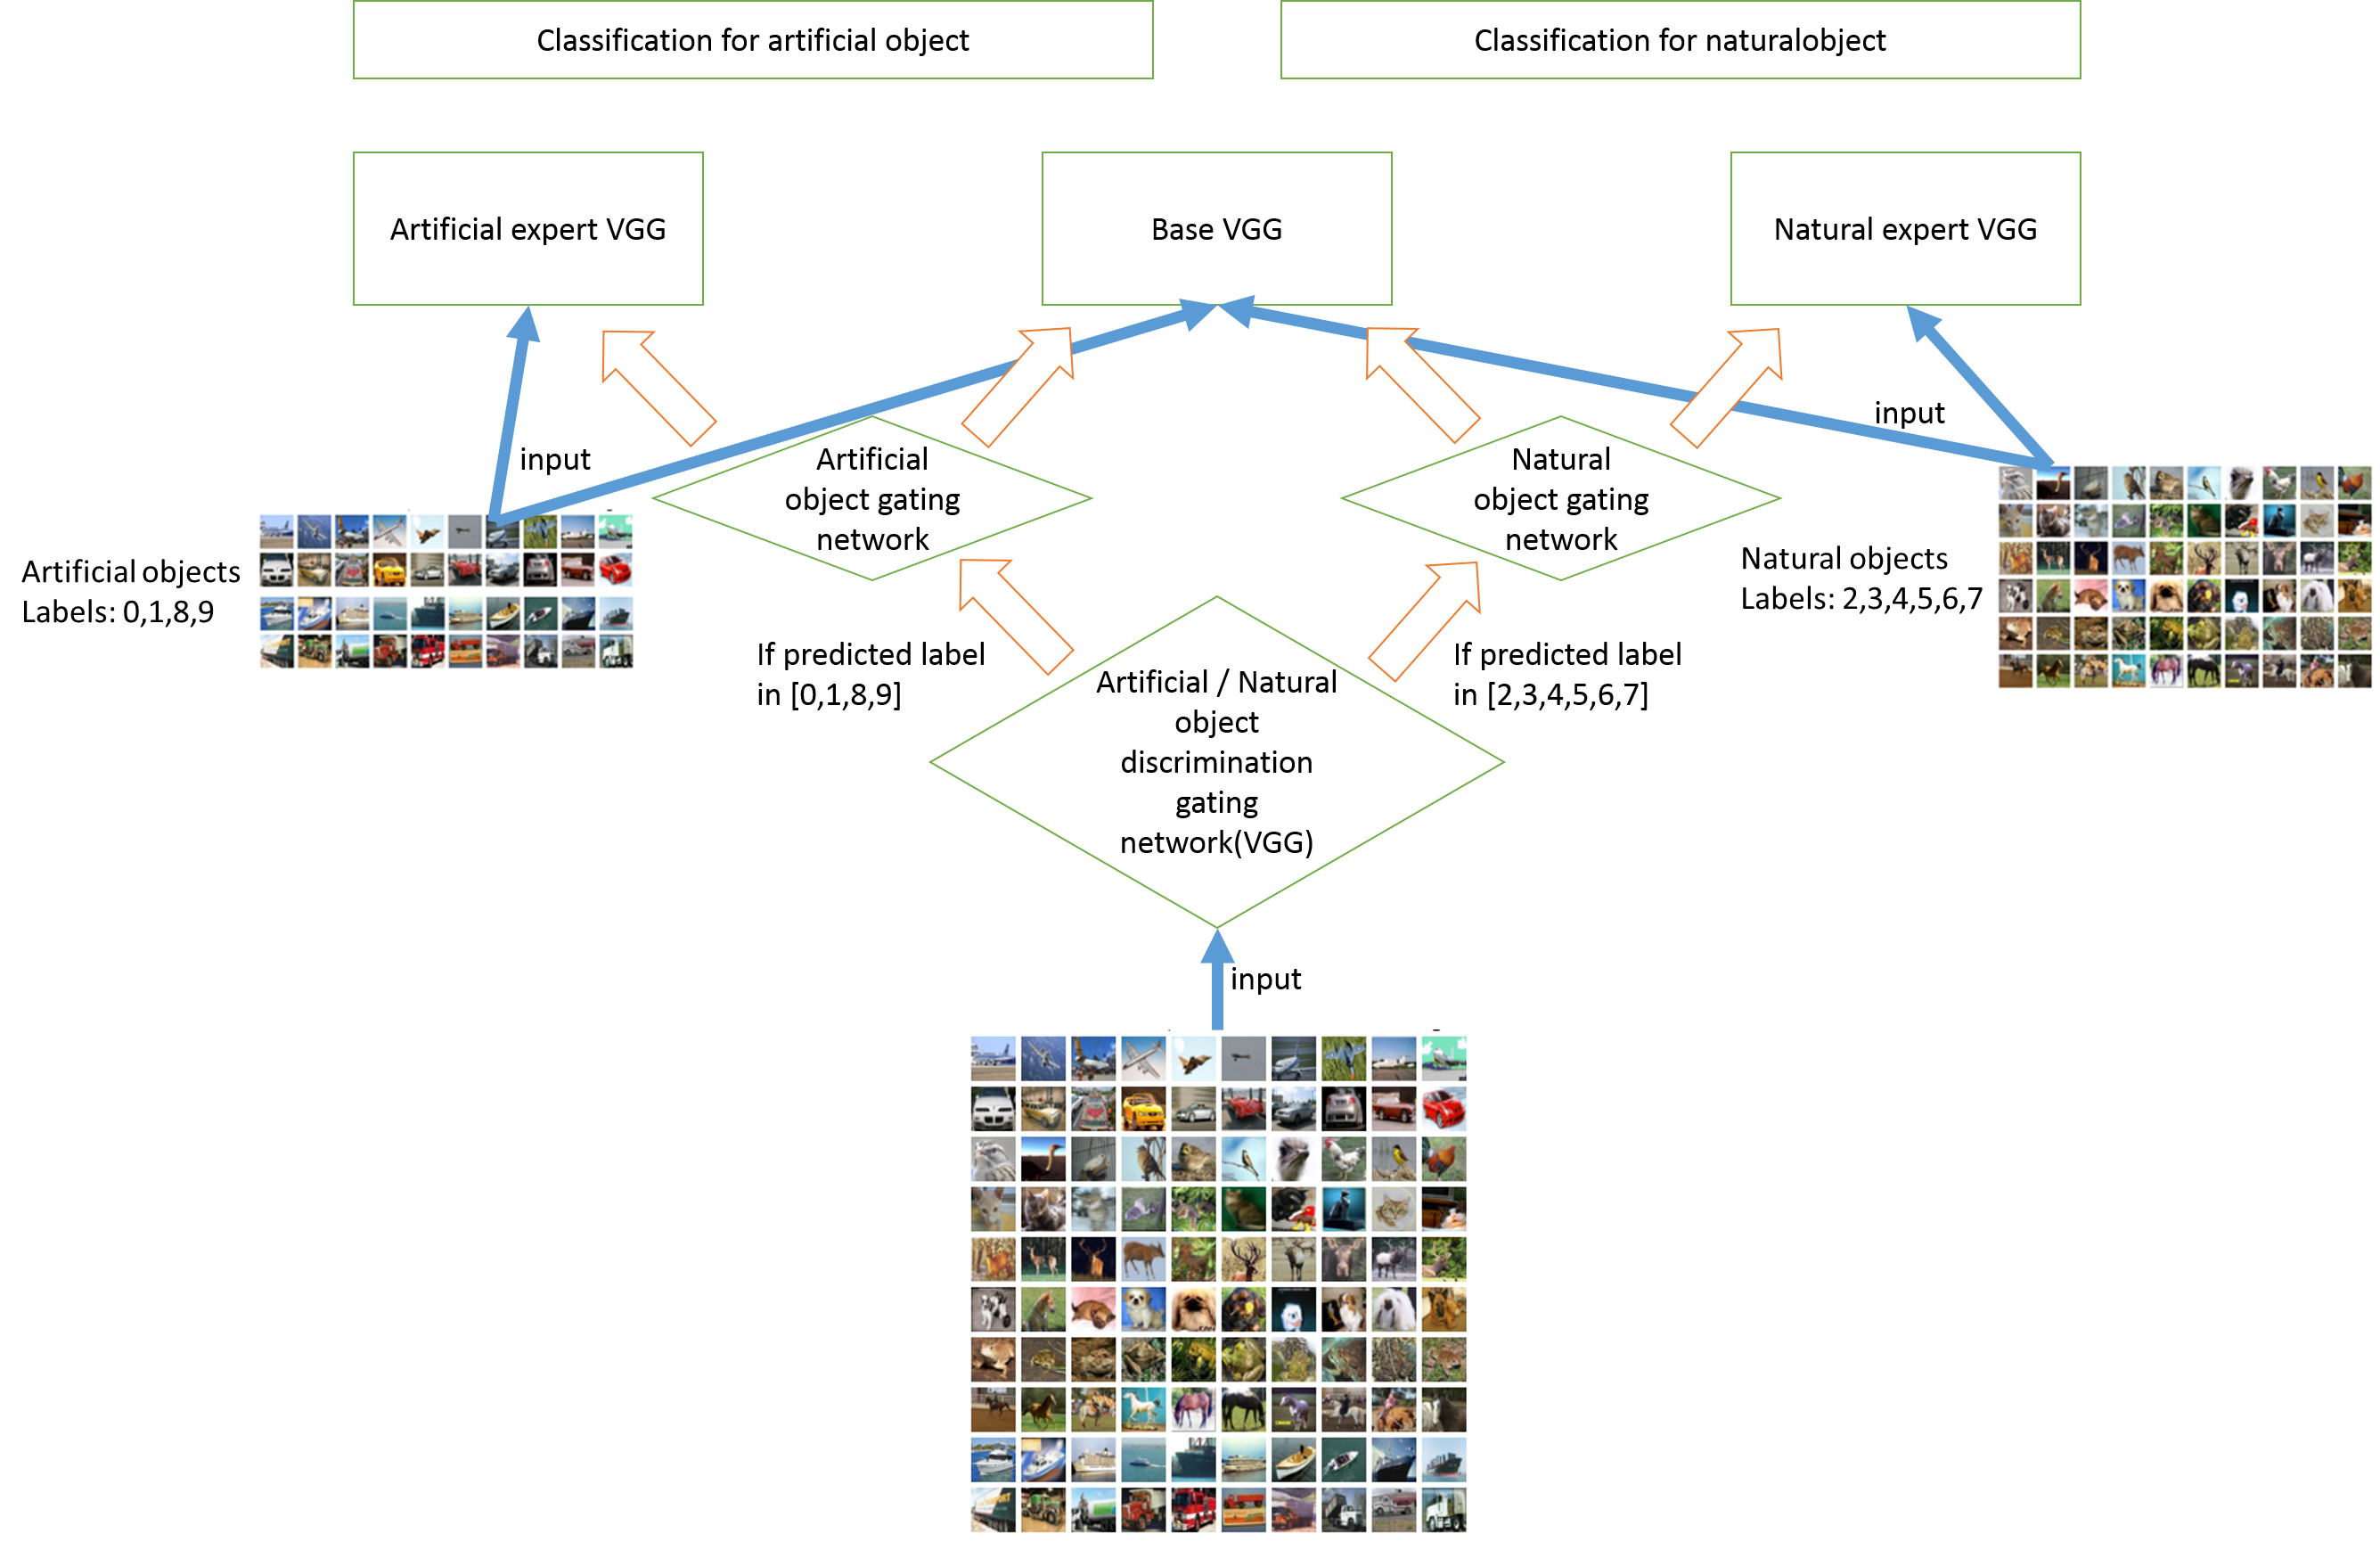 Classification for artificial object
Classification for naturalobject
Artificial expert VGG
Base VGG
Natural expert VGG
input
input
Artificial
object gating
network
Natural
object gating
network
Artificial objects
Labels: 0,1,8,9
Natural objects
Labels: 2,3,4,5,6,7
If predicted label
in [0,1,8,9]
If predicted label
in [2,3,4,5,6,7]
Artificial / Natural
object
discrimination
gating
network(VGG)
input